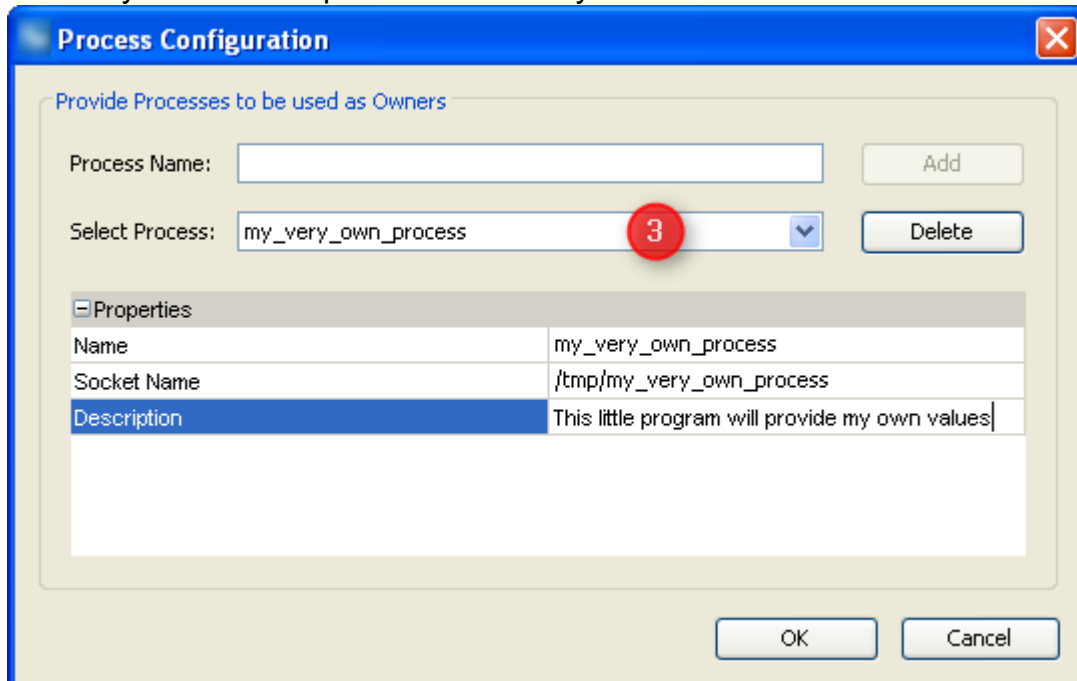 Process Configuration
Provide Processes to be used as Owners
Process Name: Add
Select Process: my_very_own_process 3 Delete
Properties
Name my_very_own_process
Socket Name /tmp/my_very_own_process
Description This little program will provide my own values
OK Cancel